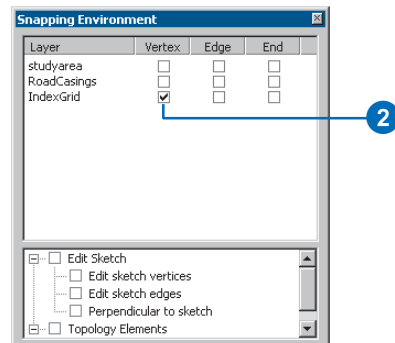 Snapping Environment
Layer Vertex Edge End
studyarea
RoadCasings
IndexGrid
2
Edit Sketch
Edit sketch vertices
Edit sketch edges
Perpendicular to sketch
Topology Elements